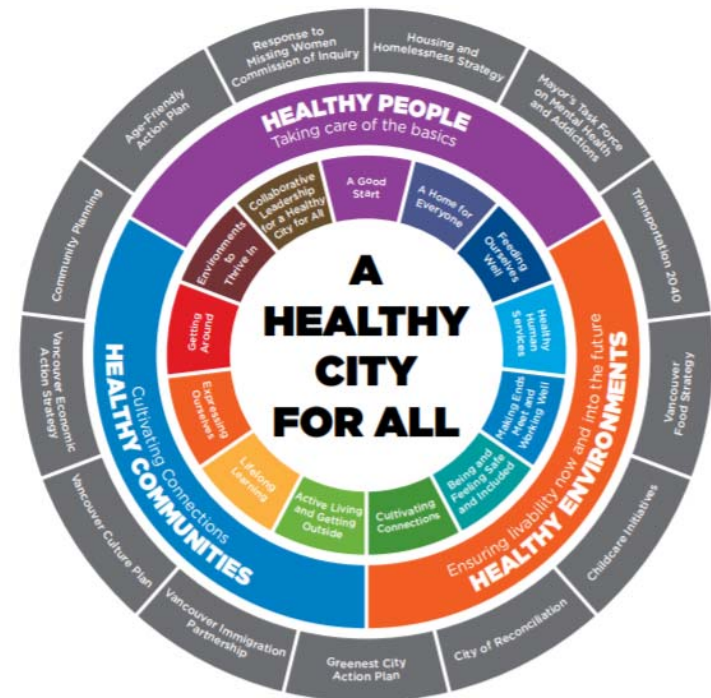 A
HEALTHY
CITY
FOR ALL
HEALTHY PEOPLE
Taking care of the basics
Ensuring livability now and into the future
HEALTHY ENVIRONMENTS
Cultivating Connections
HEALTHY COMMUNITIES
A Good
Start
A Home for
Everyone
Feeding
Ourselves
Well
Healthy
Human
Services
Making Ends
Meet and
Working Well
Being and
Feeling Safe
and Included
Cultivating
Connections
Active Living
and Getting
Outside
Lifelong
Learning
Expressing
Ourselves
Getting
Around
Environments
to
Thrive In
Collaborative
Leadership
for a Healthy
City for All
Response to
Missing Women
Commission of Inquiry
Housing and
Homelessness Strategy
Mayor's Task Force
on Mental Health
and Addictions
Transportation 2040
Vancouver
Food Strategy
Childcare Initiatives
City of Reconciliation
Greenest City
Action Plan
Vancouver Immigration
Partnership
Vancouver Culture Plan
Vancouver Economic
Action Strategy
Community Planning
Age-Friendly
Action Plan